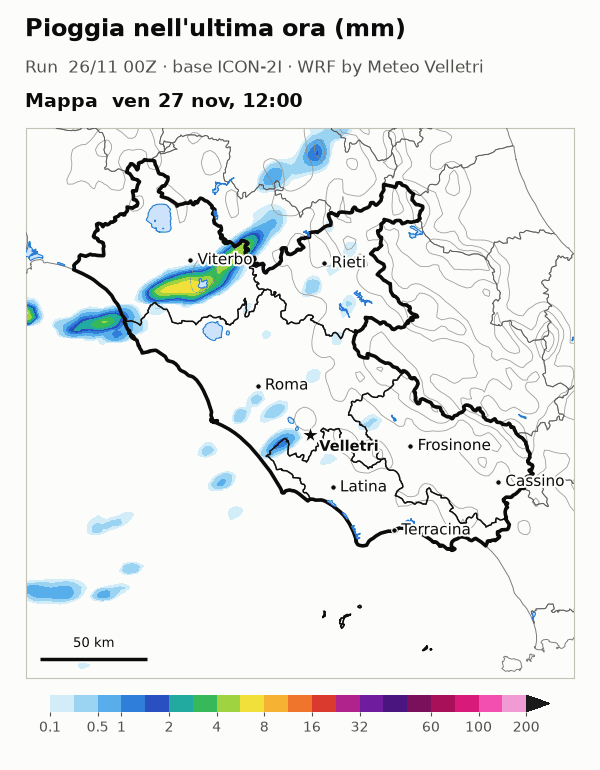 Pioggia nell'ultima ora (mm)
Run  26/11 00Z · base ICON-2I · WRF by Meteo Velletri
Mappa  ven 27 nov, 12:00
Viterbo
Rieti
Roma
Velletri
Frosinone
Cassino
Latina
Terracina
50 km
0.1 0.5 1 2 4 8 16 32 60 100 200